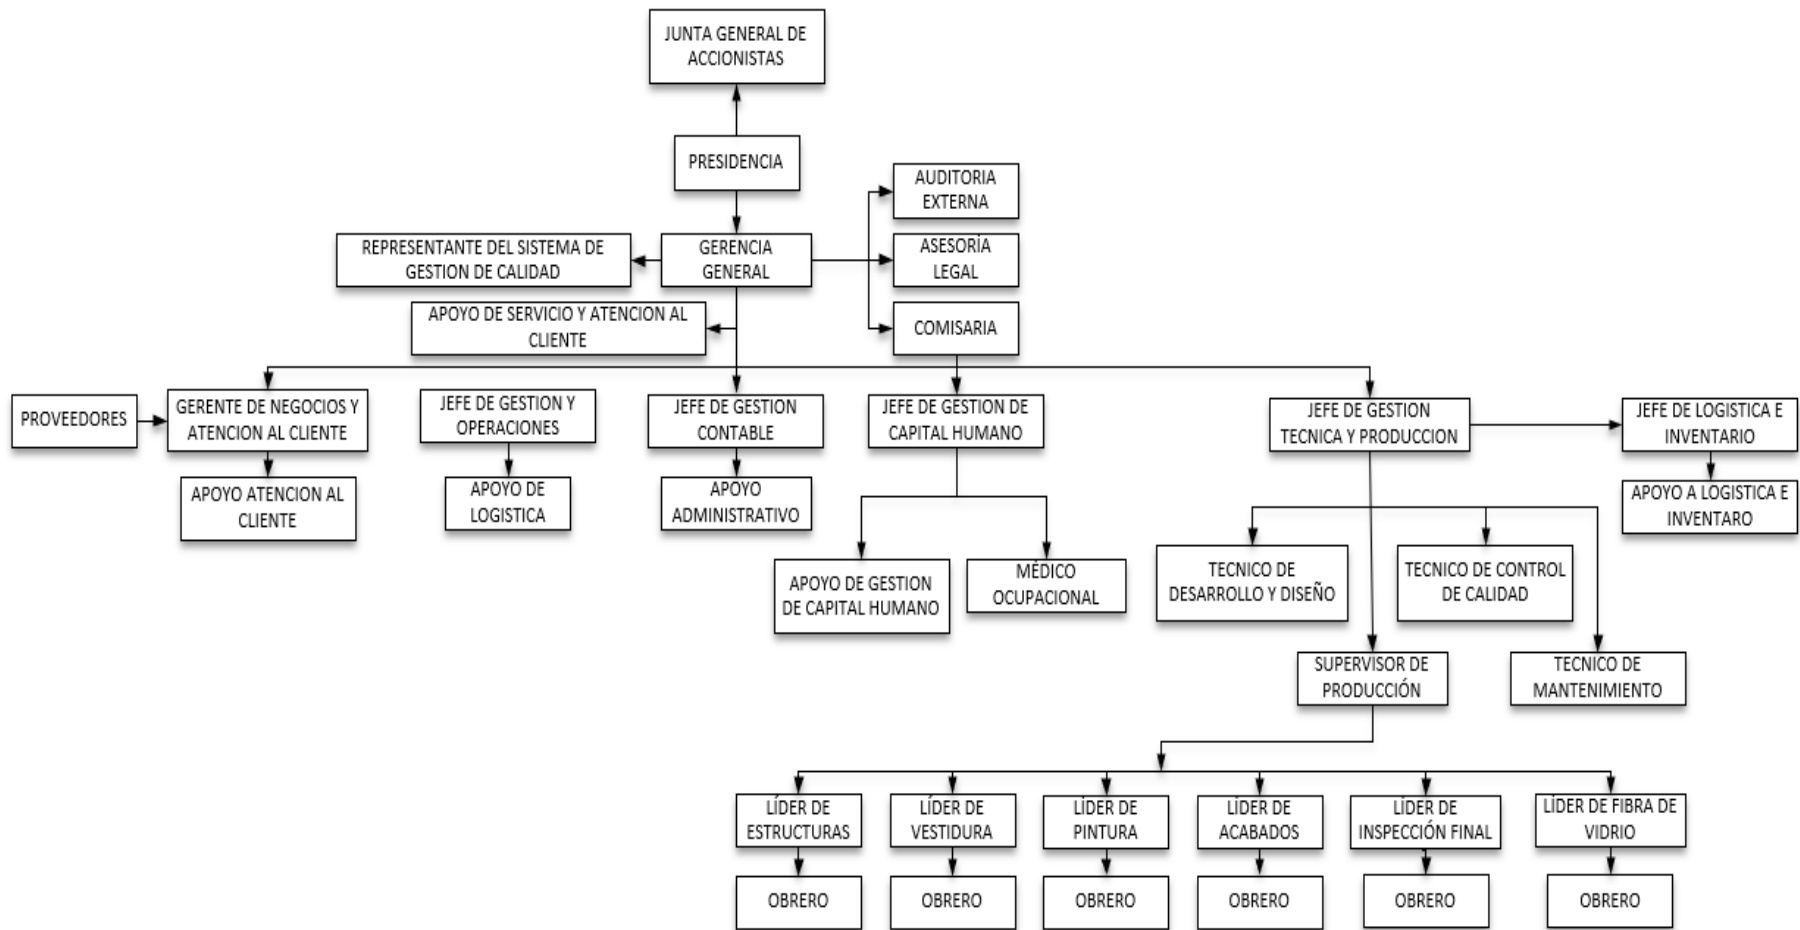 JUNTA GENERAL DE
ACCIONISTAS
PRESIDENCIA
AUDITORIA
EXTERNA
REPRESENTANTE DEL SISTEMA DE
GESTION DE CALIDAD
GERENCIA
GENERAL
ASESORÍA
LEGAL
APOYO DE SERVICIO Y ATENCION AL
CLIENTE
COMISARIA
PROVEEDORES
GERENTE DE NEGOCIOS Y
ATENCION AL CLIENTE
JEFE DE GESTION Y
OPERACIONES
JEFE DE GESTION
CONTABLE
JEFE DE GESTION DE
CAPITAL HUMANO
JEFE DE GESTION
TECNICA Y PRODUCCION
JEFE DE LOGISTICA E
INVENTARIO
APOYO ATENCION AL
CLIENTE
APOYO DE
LOGISTICA
APOYO
ADMINISTRATIVO
APOYO A LOGISTICA E
INVENTARO
APOYO DE GESTION
DE CAPITAL HUMANO
MÉDICO
OCUPACIONAL
TECNICO DE
DESARROLLO Y DISEÑO
TECNICO DE CONTROL
DE CALIDAD
SUPERVISOR DE
PRODUCCIÓN
TECNICO DE
MANTENIMIENTO
LÍDER DE
ESTRUCTURAS
LÍDER DE
VESTIDURA
LÍDER DE
PINTURA
LÍDER DE
ACABADOS
LÍDER DE
INSPECCIÓN FINAL
LÍDER DE FIBRA DE
VIDRIO
OBRERO
OBRERO
OBRERO
OBRERO
OBRERO
OBRERO